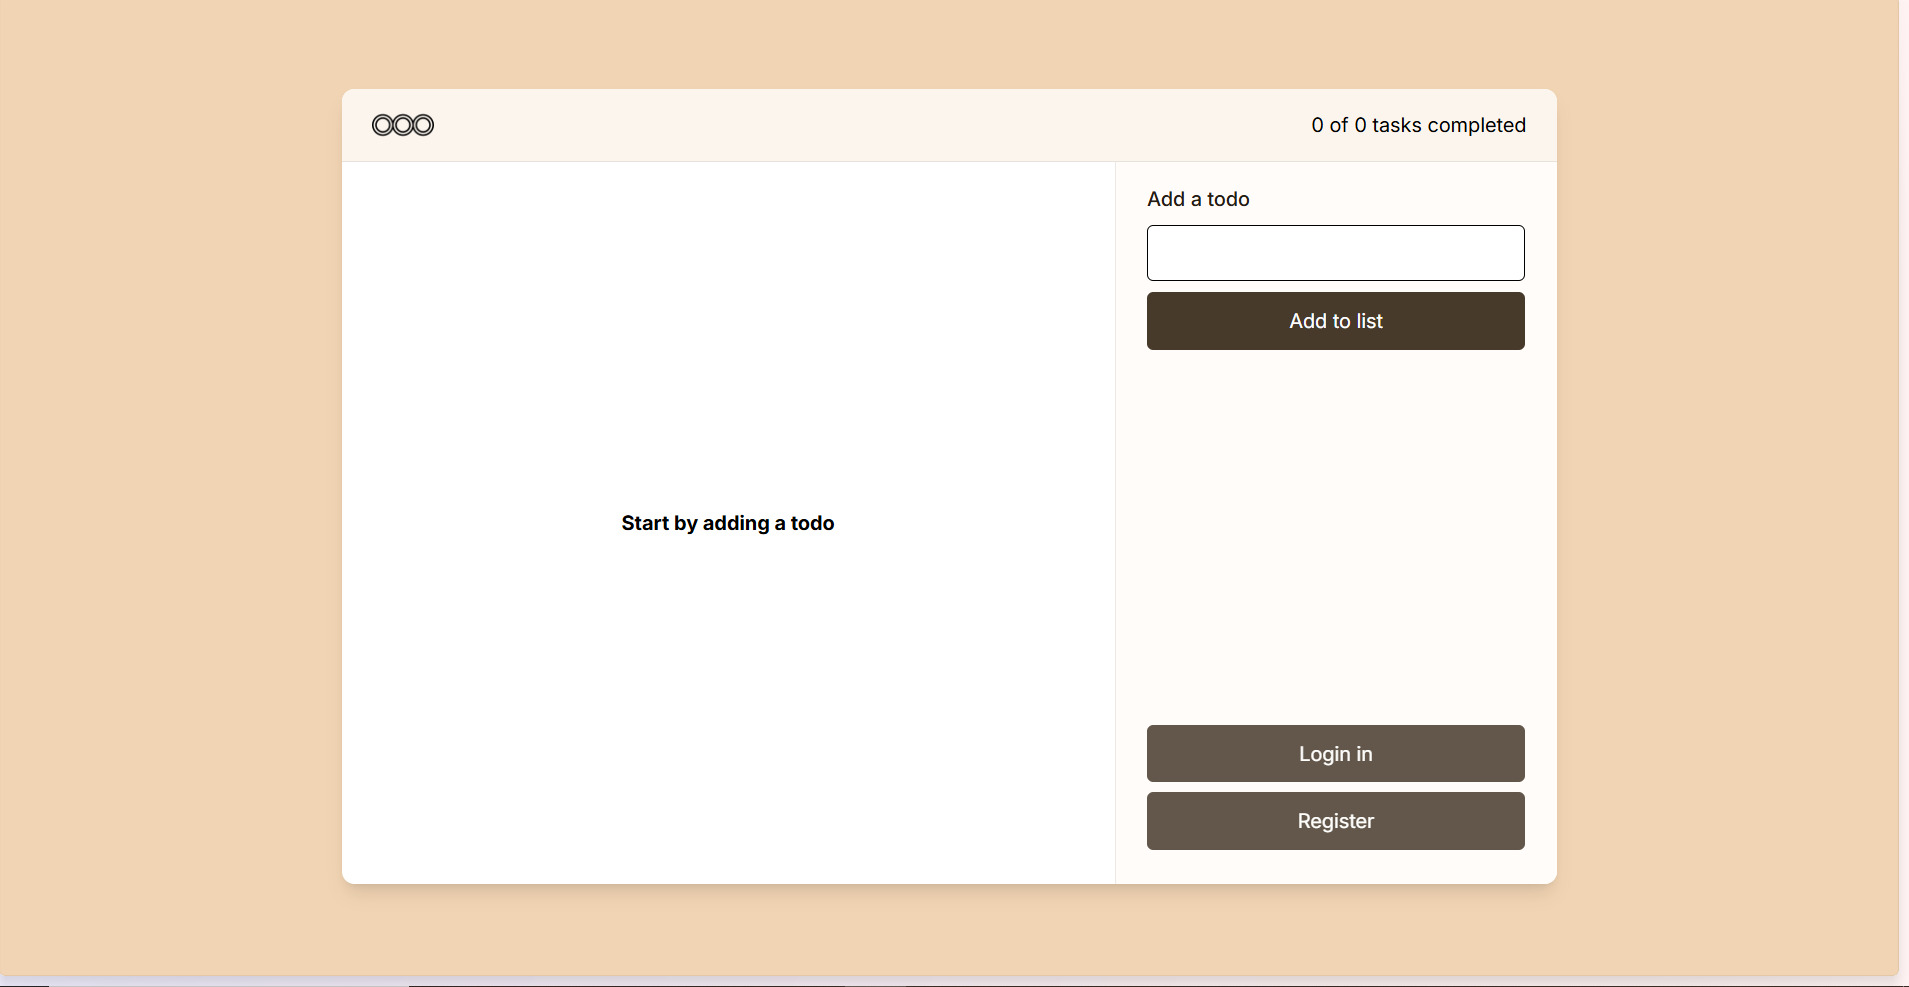 0 of 0 tasks completed
Add a todo
Add to list
Start by adding a todo
Login in
Register